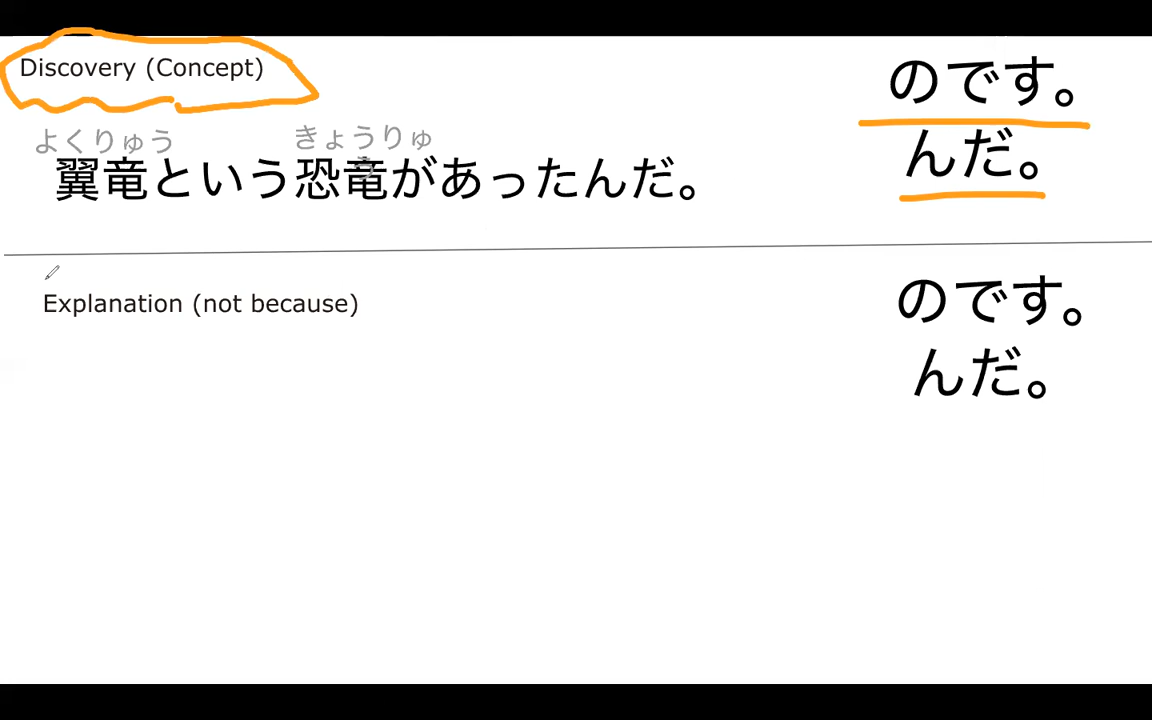 Discovery (Concept)
よくりゅう きょうりゅう
翼竜という恐竜があったんだ。
のです。
んだ。
Explanation (not because)
のです。
んだ。